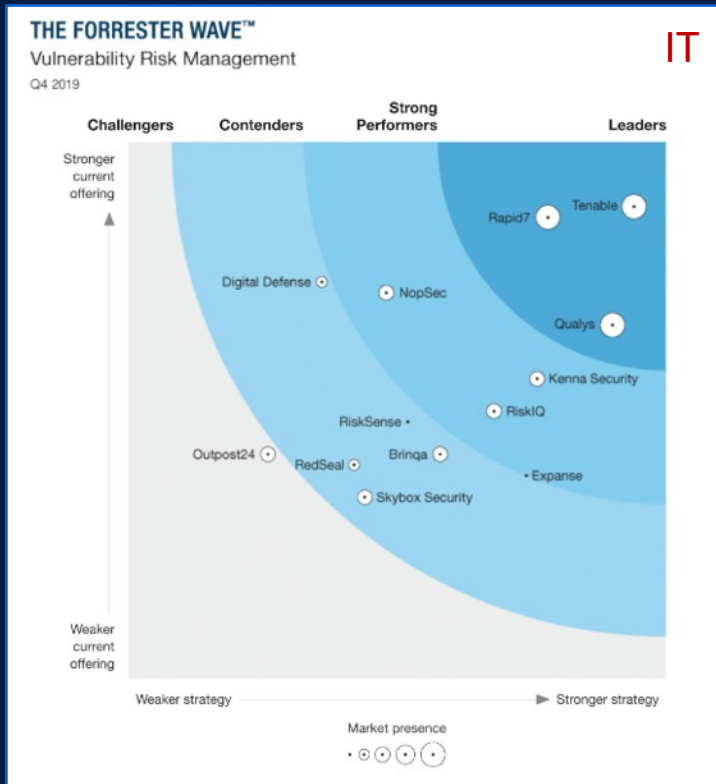 THE FORRESTER WAVE™
IT
Vulnerability Risk Management
Q4 2019
Challengers
Contenders
Strong
Performers
Leaders
Stronger
current
offering
Tenable
Rapid7
Digital Defense
NopSec
Qualys
Kenna Security
RiskIQ
RiskSense
Outpost24
Brinqa
RedSeal
Expanse
Skybox Security
Weaker
current
offering
Weaker strategy
Stronger strategy
Market presence